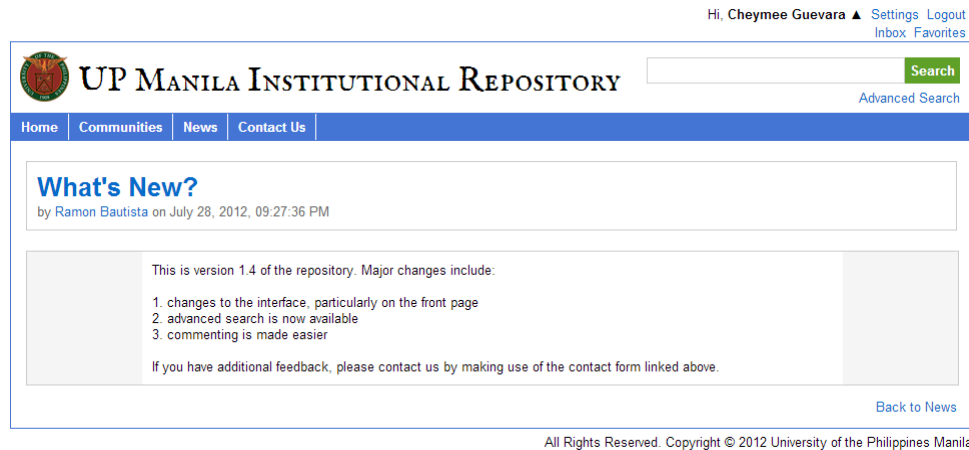 Hi, Cheymee Guevara ▲ Settings Logout
Inbox Favorites
UP MANILA INSTITUTIONAL REPOSITORY
Search
Advanced Search
Home Communities News Contact Us
What's New?
by Ramon Bautista on July 28, 2012, 09:27:36 PM
This is version 1.4 of the repository. Major changes include:
1. changes to the interface, particularly on the front page
2. advanced search is now available
3. commenting is made easier
If you have additional feedback, please contact us by making use of the contact form linked above.
Back to News
All Rights Reserved. Copyright © 2012 University of the Philippines Manila